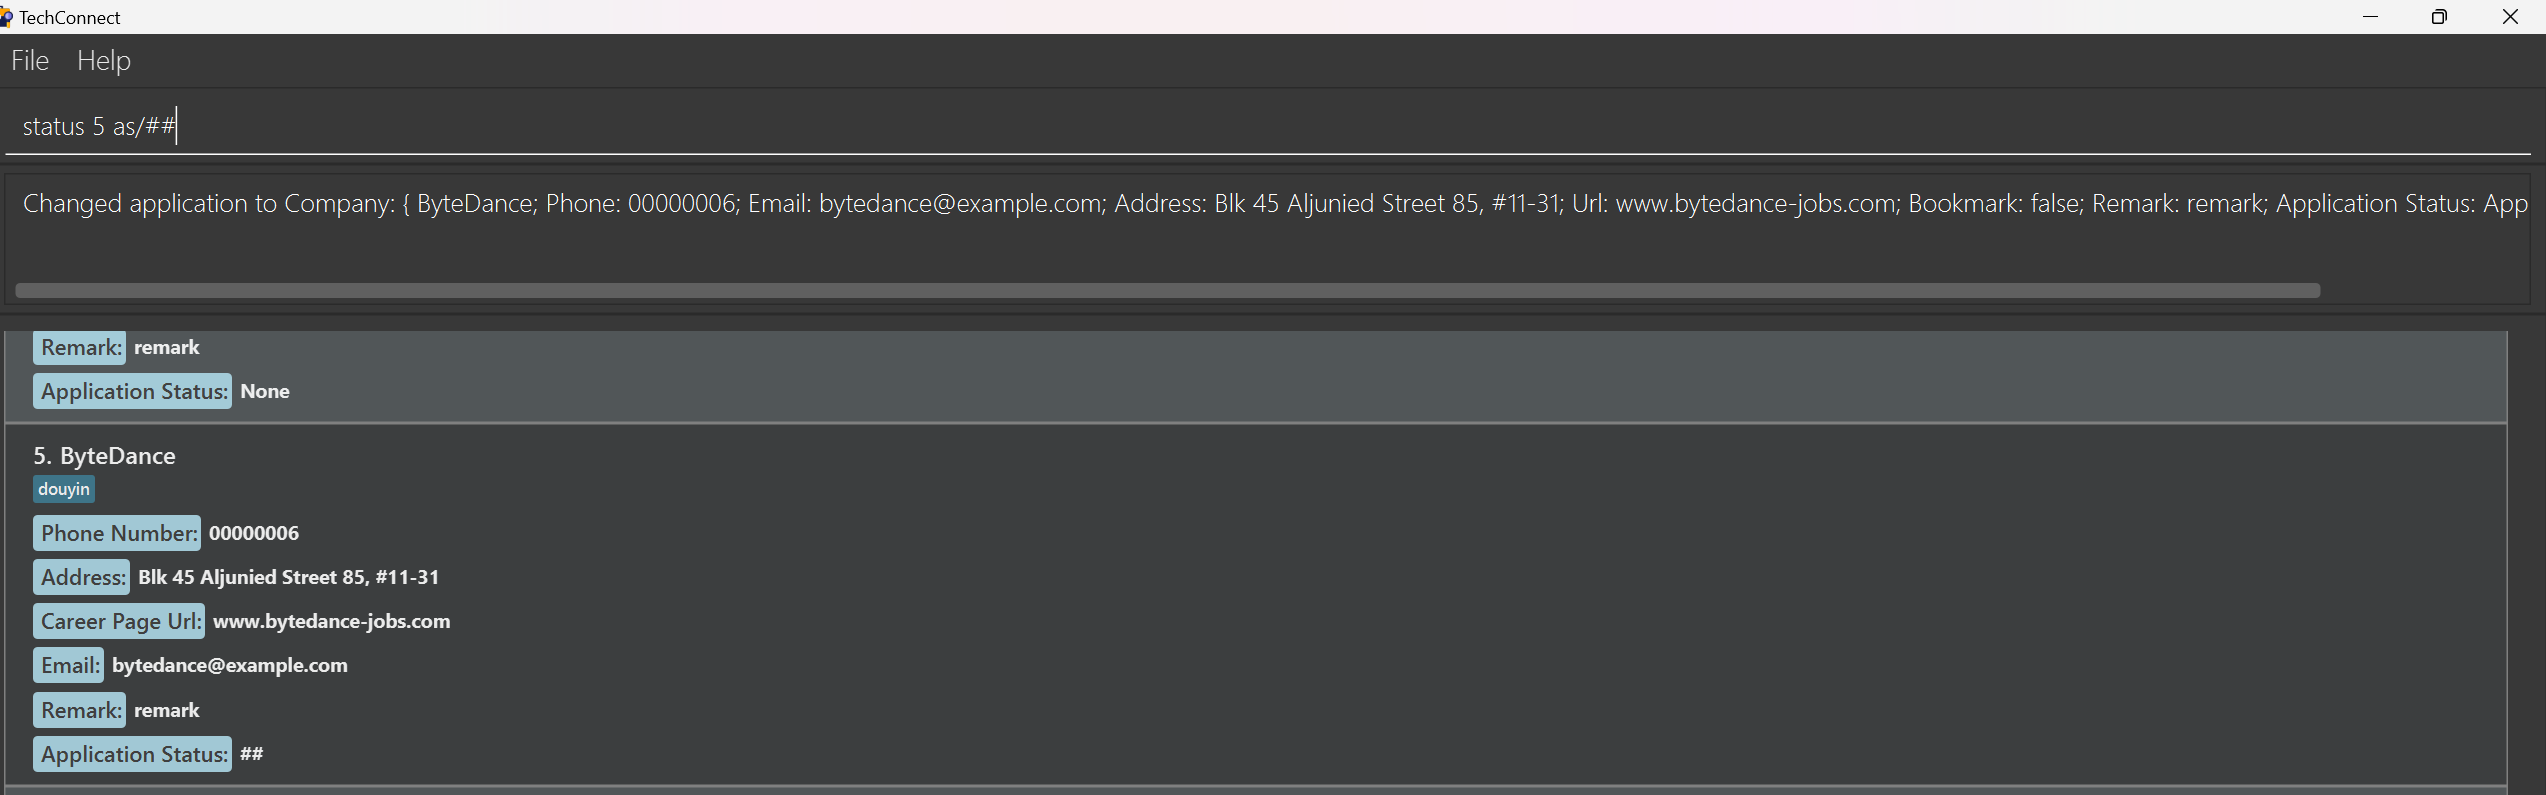 TechConnect
File Help
status 5 as/##
Changed application to Company: { ByteDance; Phone: 00000006; Email: bytedance@example.com; Address: Blk 45 Aljunied Street 85, #11-31; Url: www.bytedance-jobs.com; Bookmark: false; Remark: remark; Application Status: App
Remark: remark
Application Status: None
5. ByteDance
douyin
Phone Number: 00000006
Address: Blk 45 Aljunied Street 85, #11-31
Career Page Url: www.bytedance-jobs.com
Email: bytedance@example.com
Remark: remark
Application Status: ##